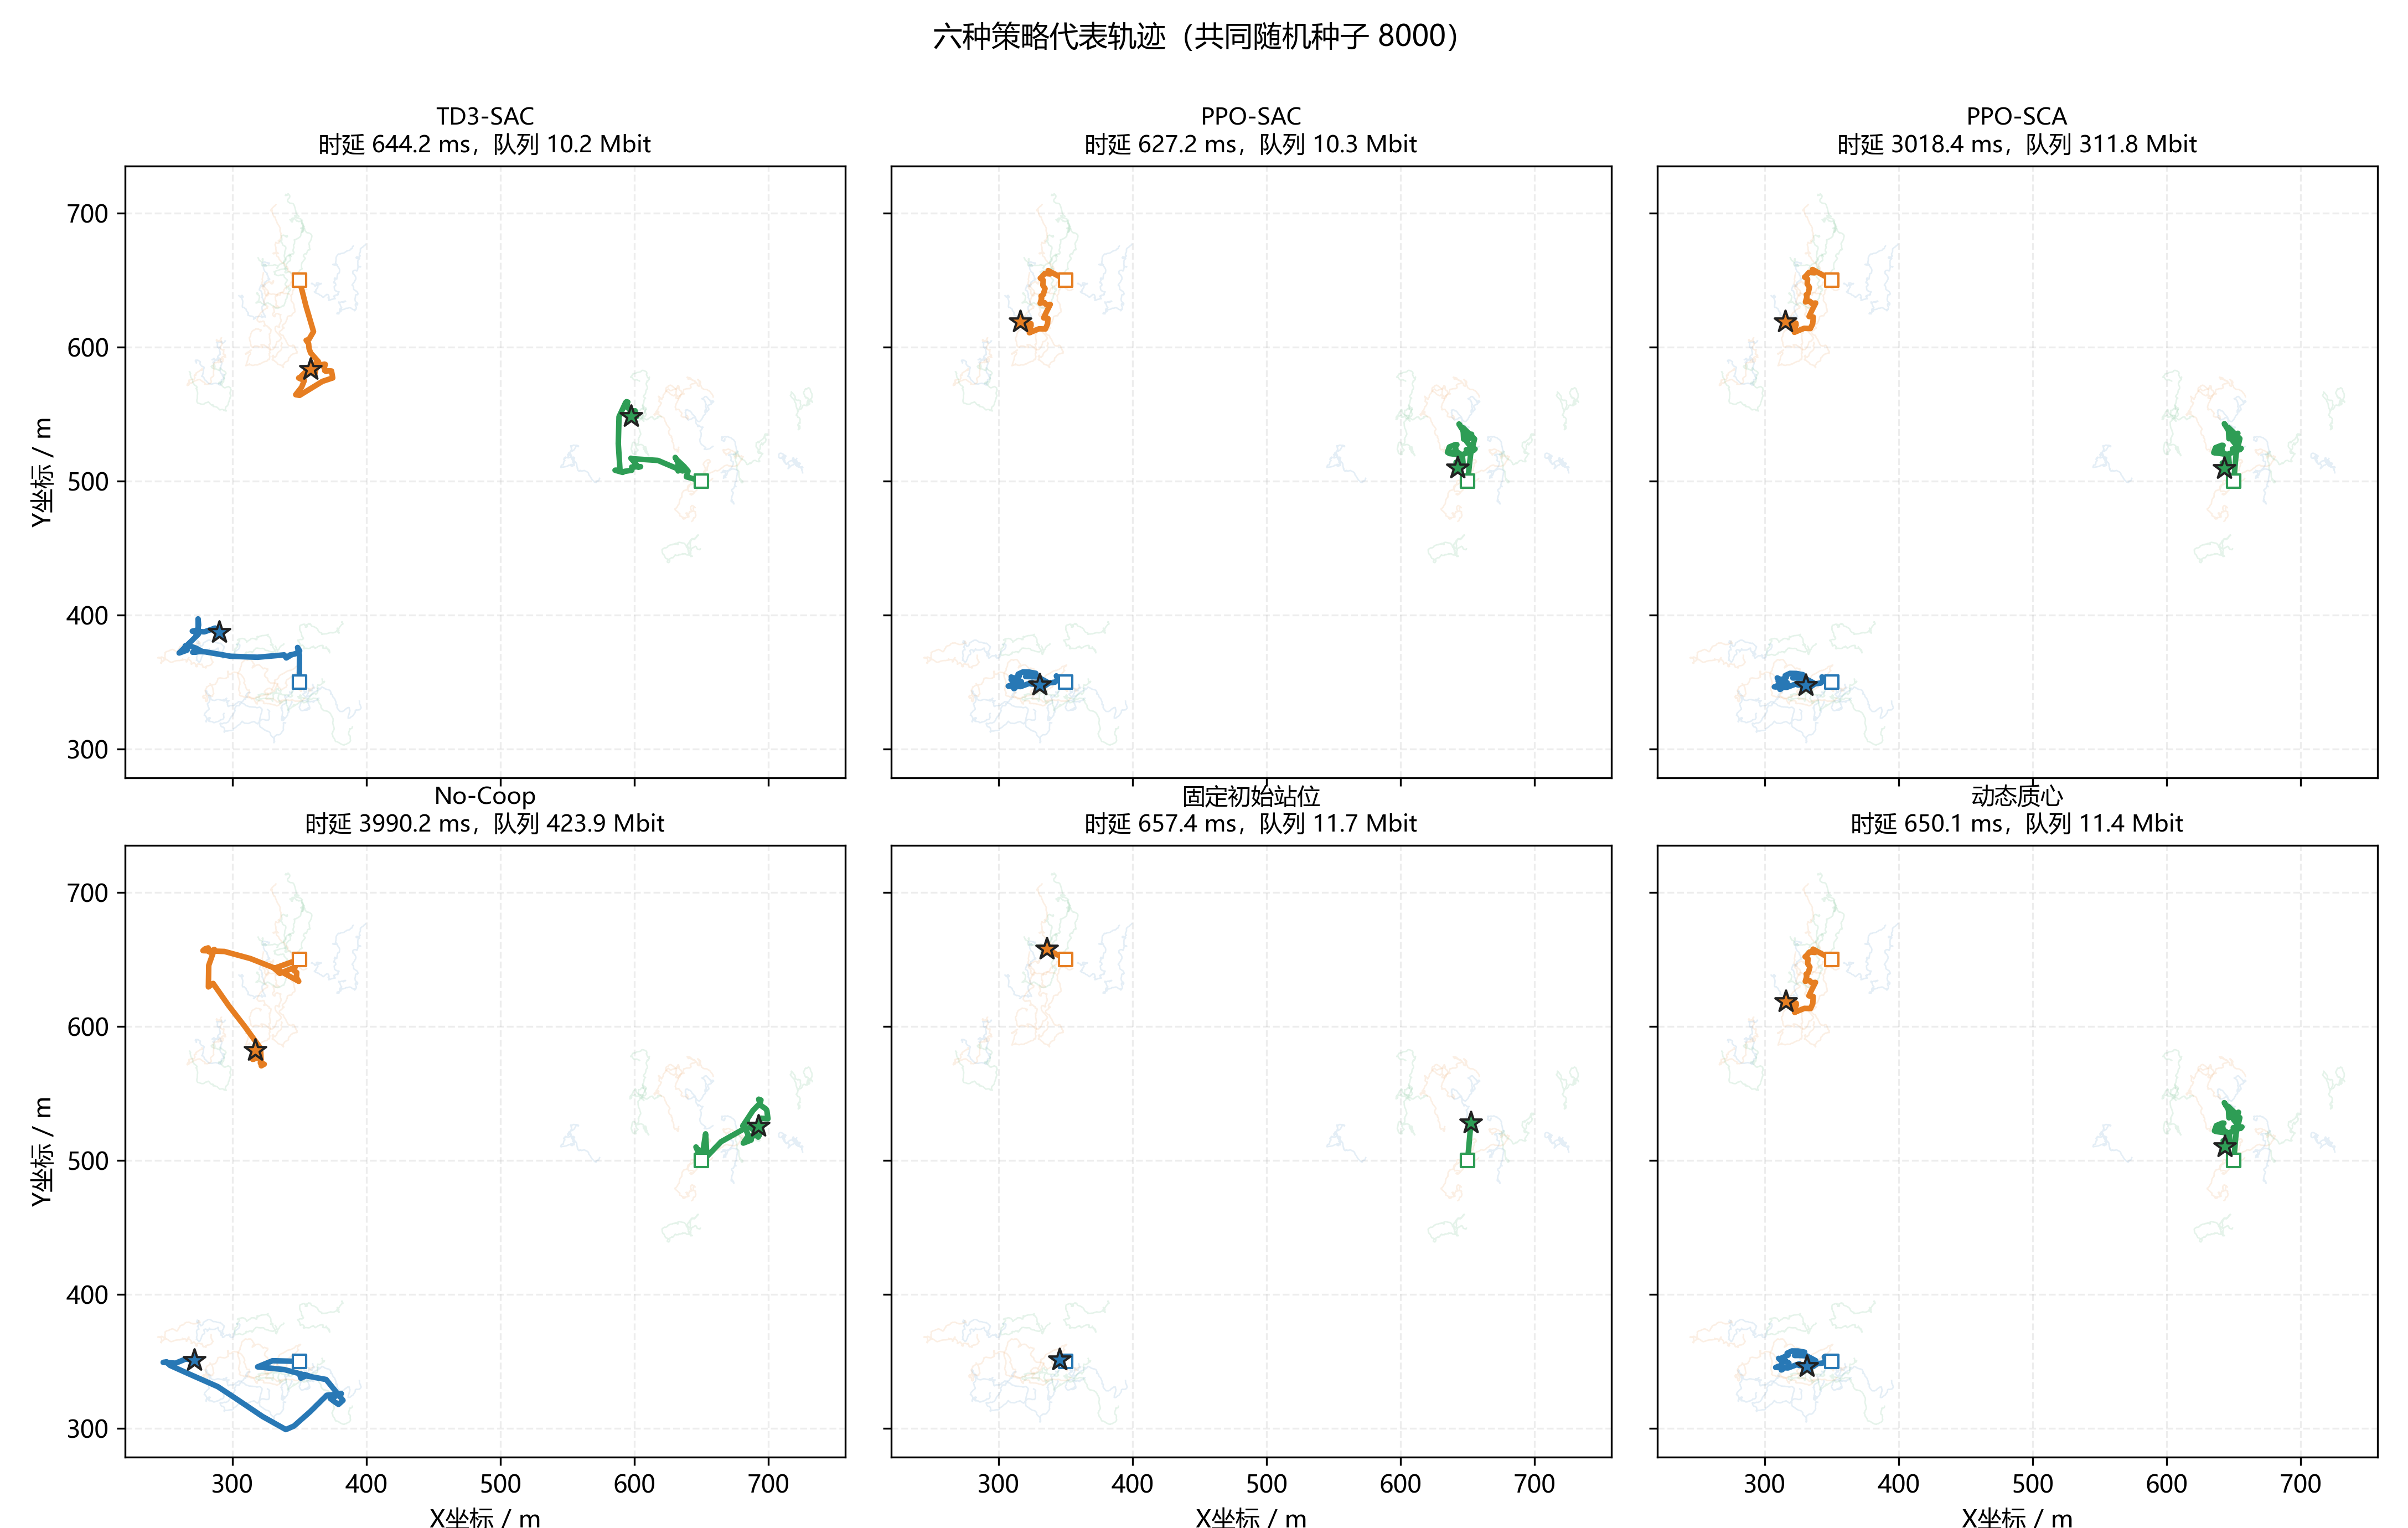 六种策略代表轨迹（共同随机种子 8000）
TD3-SAC
时延 644.2 ms，队列 10.2 Mbit
PPO-SAC
时延 627.2 ms，队列 10.3 Mbit
PPO-SCA
时延 3018.4 ms，队列 311.8 Mbit
700
600
500
400
300
Y坐标 / m
No-Coop
时延 3990.2 ms，队列 423.9 Mbit
固定初始站位
时延 657.4 ms，队列 11.7 Mbit
动态质心
时延 650.1 ms，队列 11.4 Mbit
700
600
500
400
300
Y坐标 / m
300 400 500 600 700
300 400 500 600 700
300 400 500 600 700
X坐标 / m
X坐标 / m
X坐标 / m